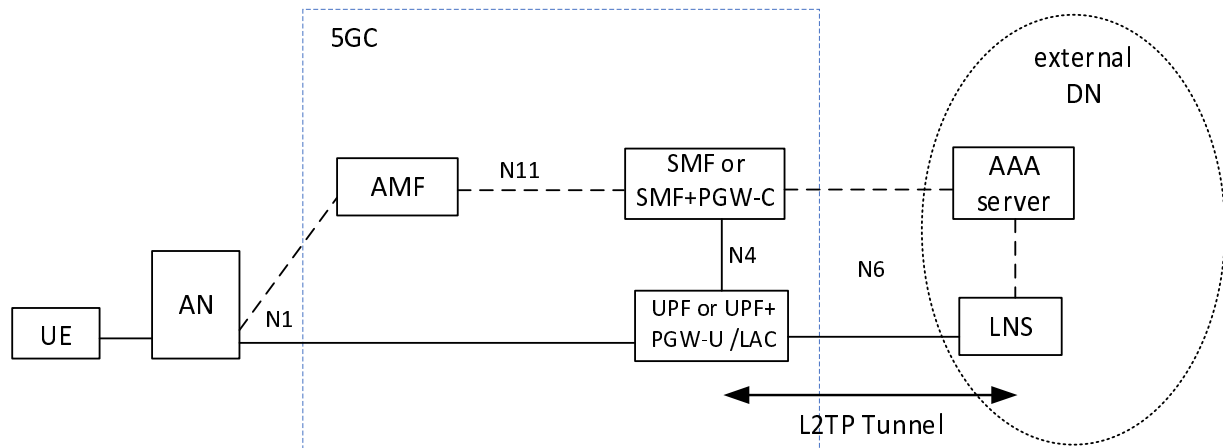 5GC
external
DN
N11
SMF or
SMF+PGW-C
AAA
server
AMF
N4
N6
AN
N1
UE
UPF or UPF+
PGW-U /LAC
LNS
L2TP Tunnel